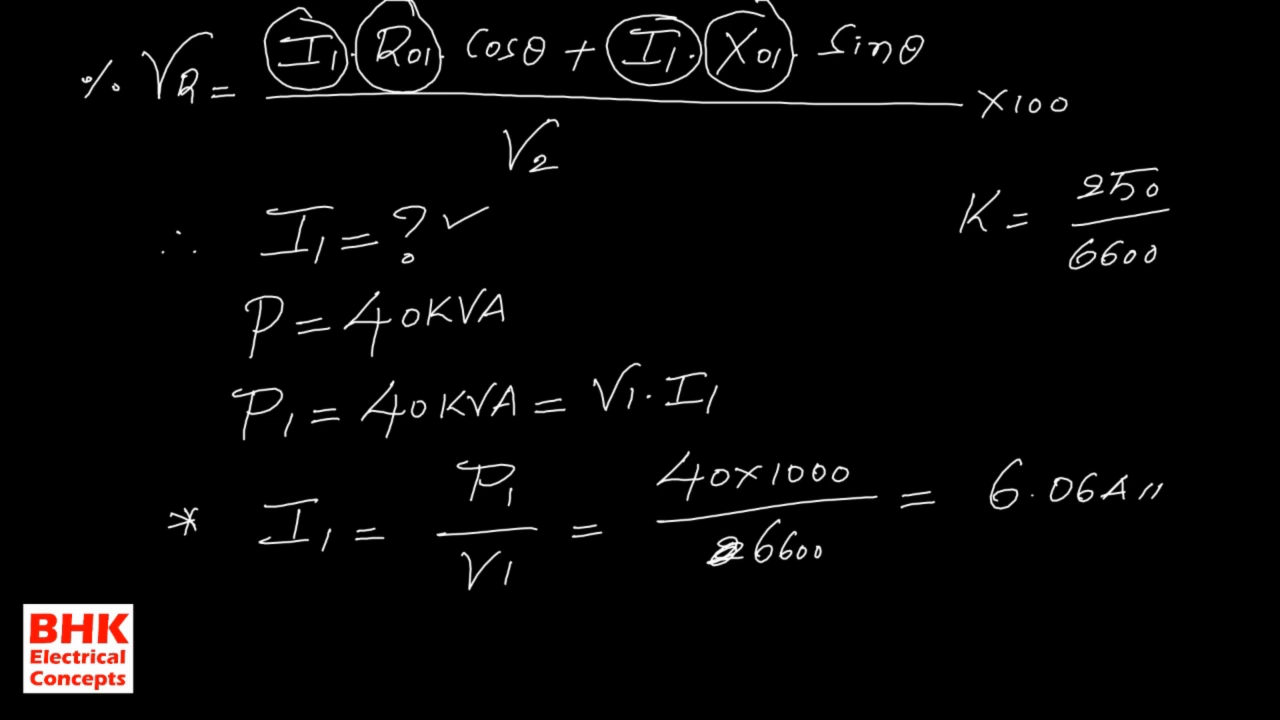 % VR = I1. R01. Cosθ + I1. X01. Sinθ / V2 ×100
K = 250 / 6600
∴ I1 = ? ✓
P = 40KVA
P1 = 40KVA = V1. I1
* I1 = P1 / V1 = 40×1000 / 6600 = 6.06A〃
BHK
Electrical
Concepts